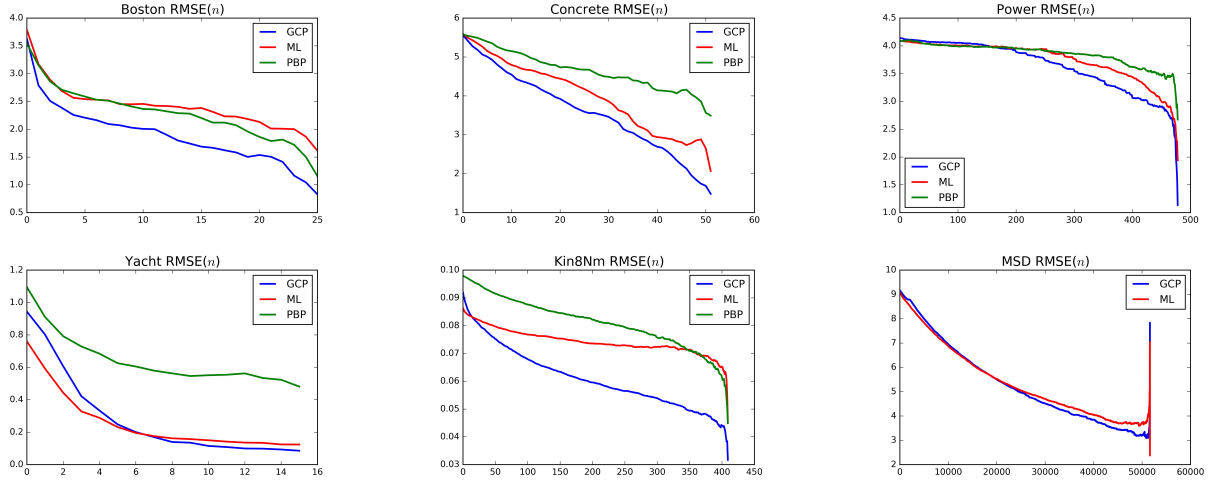 Boston RMSE(n)
4.0
3.5
3.0
2.5
2.0
1.5
1.0
0.5
0 5 10 15 20 25
GCP
ML
PBP
Concrete RMSE(n)
6
5
4
3
2
1
0 10 20 30 40 50 60
GCP
ML
PBP
Power RMSE(n)
4.5
4.0
3.5
3.0
2.5
2.0
1.5
1.0
0 100 200 300 400 500
GCP
ML
PBP
Yacht RMSE(n)
1.2
1.0
0.8
0.6
0.4
0.2
0.0
0 2 4 6 8 10 12 14 16
GCP
ML
PBP
Kin8Nm RMSE(n)
0.10
0.09
0.08
0.07
0.06
0.05
0.04
0.03
0 50 100 150 200 250 300 350 400 450
GCP
ML
PBP
MSD RMSE(n)
10
9
8
7
6
5
4
3
2
0 10000 20000 30000 40000 50000 60000
GCP
ML